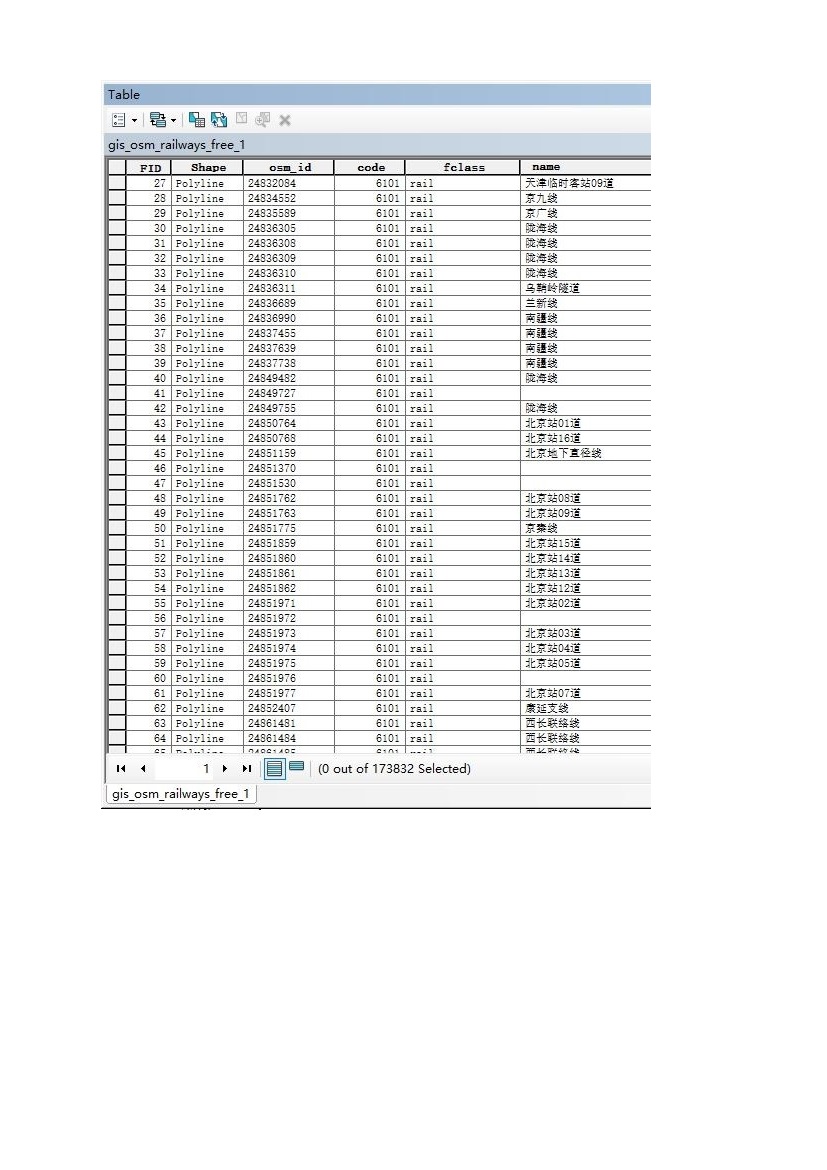 Table
gis_osm_railways_free_1
FID Shape osm_id code fclass name
27 Polyline 24832084 6101 rail 天津临时客站09道
28 Polyline 24834552 6101 rail 京九线
29 Polyline 24835589 6101 rail 京广线
30 Polyline 24836305 6101 rail 陇海线
31 Polyline 24836308 6101 rail 陇海线
32 Polyline 24836309 6101 rail 陇海线
33 Polyline 24836310 6101 rail 陇海线
34 Polyline 24836311 6101 rail 乌鞘岭隧道
35 Polyline 24836689 6101 rail 兰新线
36 Polyline 24836990 6101 rail 南疆线
37 Polyline 24837455 6101 rail 南疆线
38 Polyline 24837639 6101 rail 南疆线
39 Polyline 24837738 6101 rail 南疆线
40 Polyline 24849482 6101 rail 陇海线
41 Polyline 24849727 6101 rail
42 Polyline 24849755 6101 rail 陇海线
43 Polyline 24850764 6101 rail 北京站01道
44 Polyline 24850768 6101 rail 北京站16道
45 Polyline 24851159 6101 rail 北京地下直径线
46 Polyline 24851370 6101 rail
47 Polyline 24851530 6101 rail
48 Polyline 24851762 6101 rail 北京站08道
49 Polyline 24851763 6101 rail 北京站09道
50 Polyline 24851775 6101 rail 京秦线
51 Polyline 24851859 6101 rail 北京站15道
52 Polyline 24851860 6101 rail 北京站14道
53 Polyline 24851861 6101 rail 北京站13道
54 Polyline 24851862 6101 rail 北京站12道
55 Polyline 24851971 6101 rail 北京站02道
56 Polyline 24851972 6101 rail
57 Polyline 24851973 6101 rail 北京站03道
58 Polyline 24851974 6101 rail 北京站04道
59 Polyline 24851975 6101 rail 北京站05道
60 Polyline 24851976 6101 rail
61 Polyline 24851977 6101 rail 北京站07道
62 Polyline 24852407 6101 rail 康延支线
63 Polyline 24861481 6101 rail 西长联络线
64 Polyline 24861484 6101 rail 西长联络线
65 Polyline 24861485 6101 rail 西长联络线
1 (0 out of 173832 Selected)
gis_osm_railways_free_1